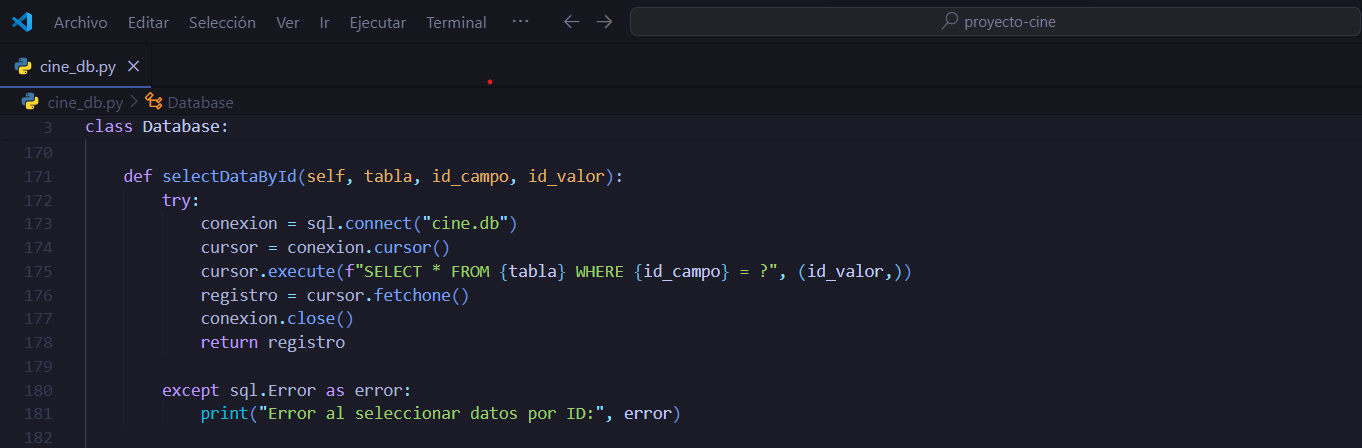 Archivo Editar Selección Ver Ir Ejecutar Terminal ··· proyecto-cine
cine_db.py
cine_db.py > Database
3 class Database:
170
171 def selectDataById(self, tabla, id_campo, id_valor):
172 try:
173 conexion = sql.connect("cine.db")
174 cursor = conexion.cursor()
175 cursor.execute(f"SELECT * FROM {tabla} WHERE {id_campo} = ?", (id_valor,))
176 registro = cursor.fetchone()
177 conexion.close()
178 return registro
179
180 except sql.Error as error:
181 print("Error al seleccionar datos por ID:", error)
182